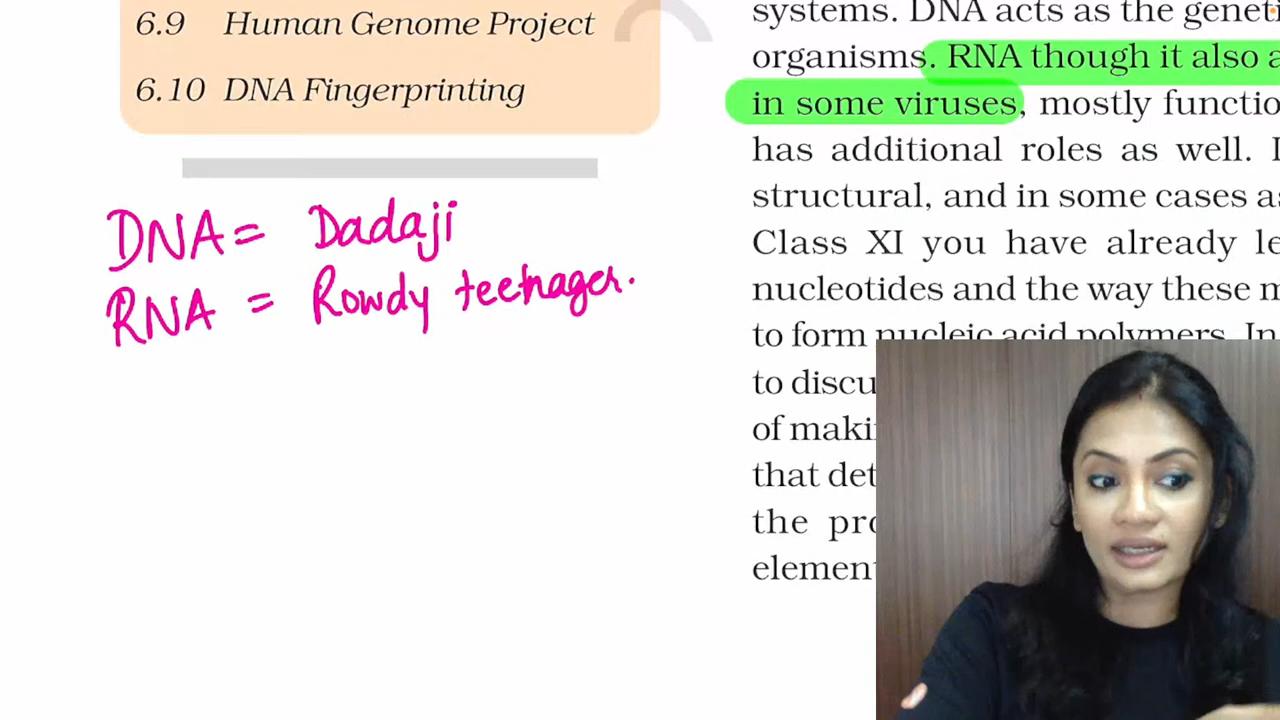 6.9 Human Genome Project
6.10 DNA Fingerprinting
DNA = Dadaji
RNA = Rowdy teenager.
systems. DNA acts as the geneti
organisms. RNA though it also a
in some viruses, mostly functio
has additional roles as well.
structural, and in some cases as
Class XI you have already le
nucleotides and the way these m
to form nucleic acid polymers. In
to discu
of maki
that det
the pro
element